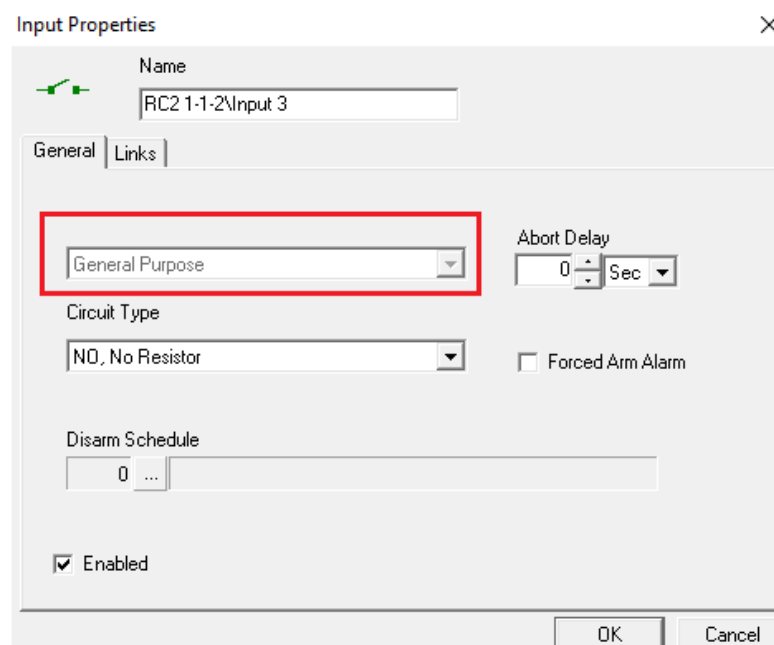 Input Properties
Name
RC2 1-1-2\Input 3
General
Links
General Purpose
Abort Delay
0
Sec
Circuit Type
NO, No Resistor
Forced Arm Alarm
Disarm Schedule
0
...
Enabled
OK
Cancel